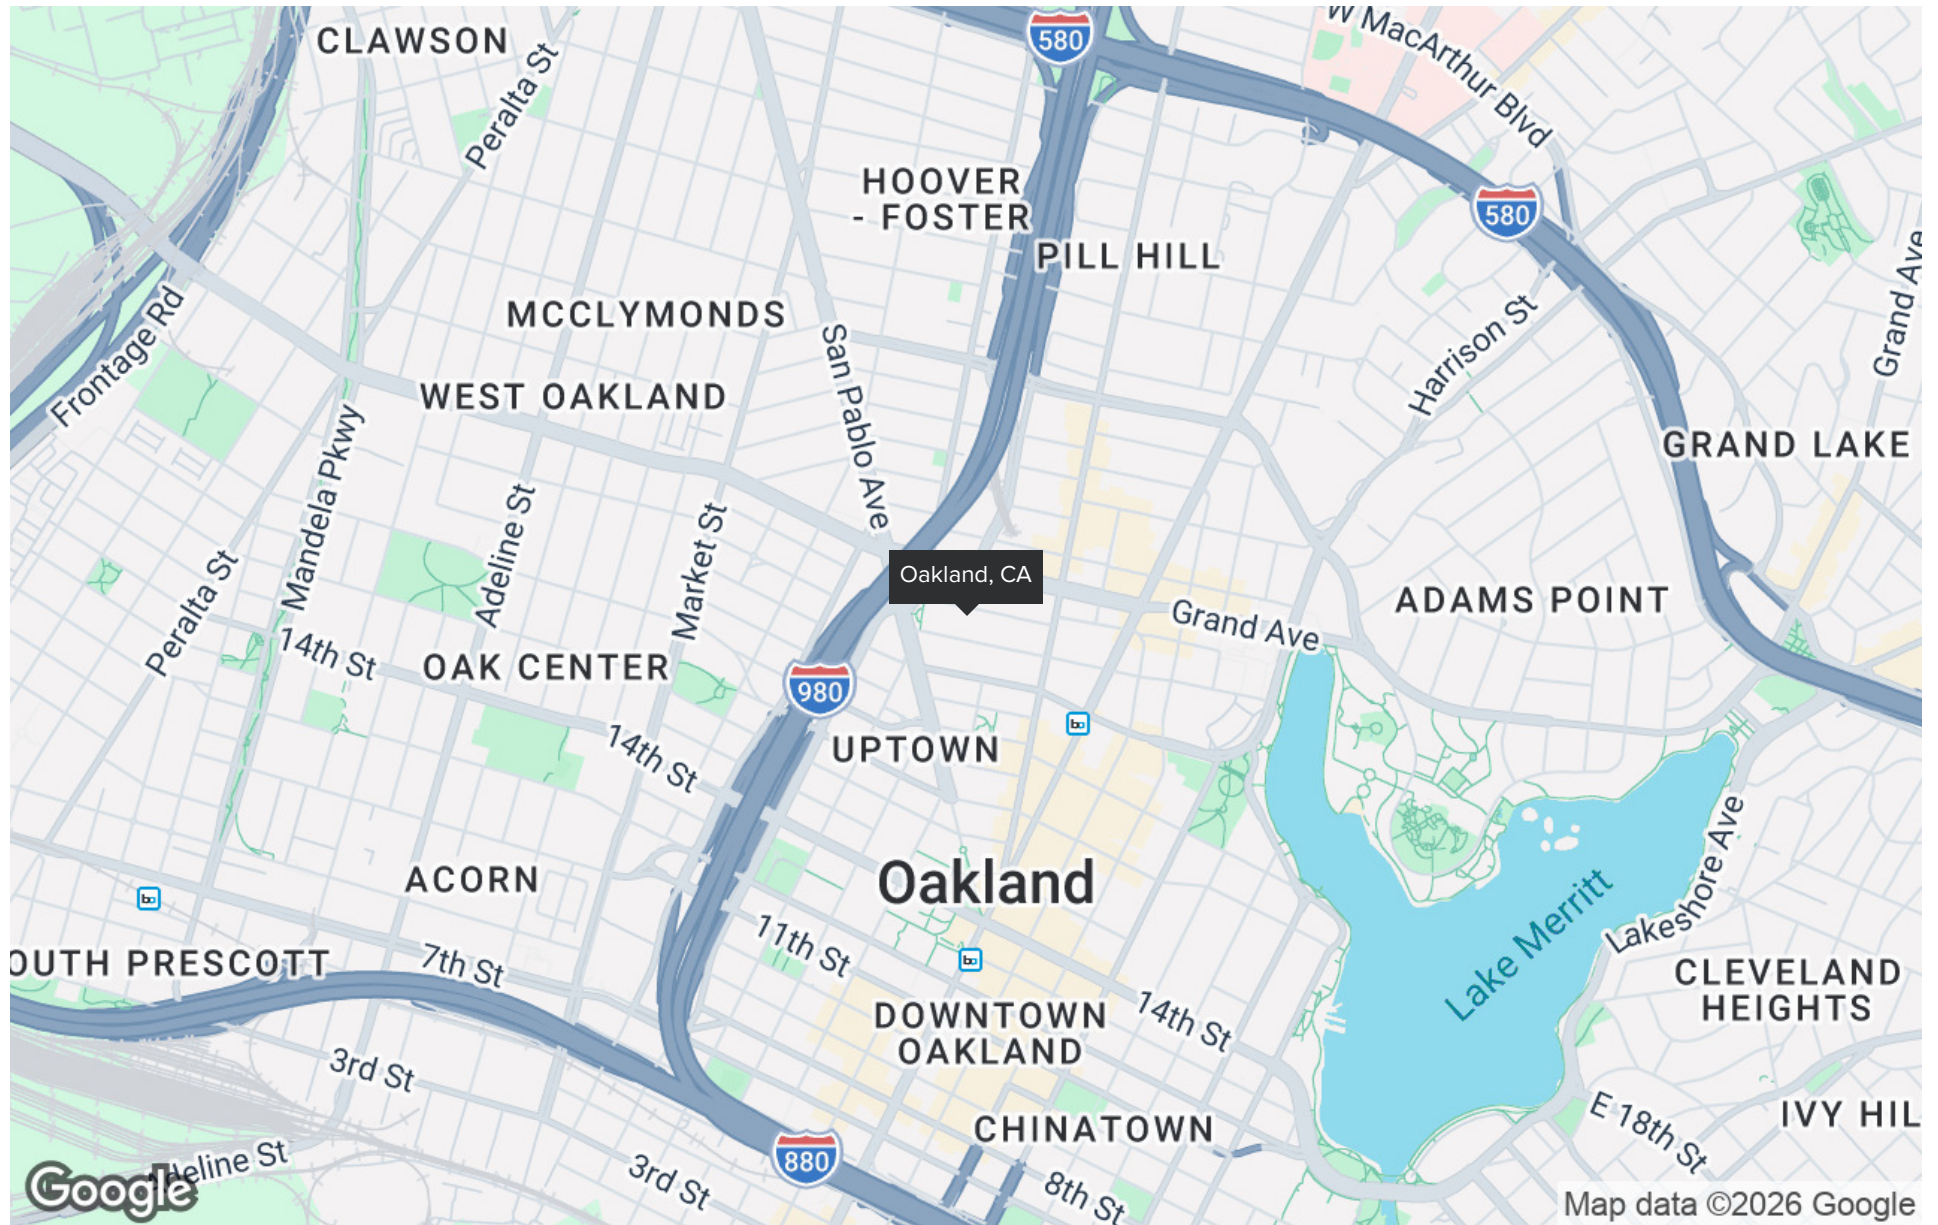 CLAWSON
Peralta St
580
W MacArthur Blvd
HOOVER
- FOSTER
580
PILL HILL
Grand Ave
Frontage Rd
MCCLYMONDS
San Pablo Ave
Harrison St
WEST OAKLAND
GRAND LAKE
Mandela Pkwy
Adeline St
Market St
Peralta St
Oakland, CA
Grand Ave
ADAMS POINT
14th St
OAK CENTER
980
14th St
UPTOWN
Lakeshore Ave
ACORN
Oakland
Lake Merritt
OUTH PRESCOTT
7th St
11th St
DOWNTOWN
OAKLAND
14th St
CLEVELAND
HEIGHTS
3rd St
CHINATOWN
E 18th St
IVY HIL
880
Adeline St
3rd St
8th St
Google
Map data ©2026 Google